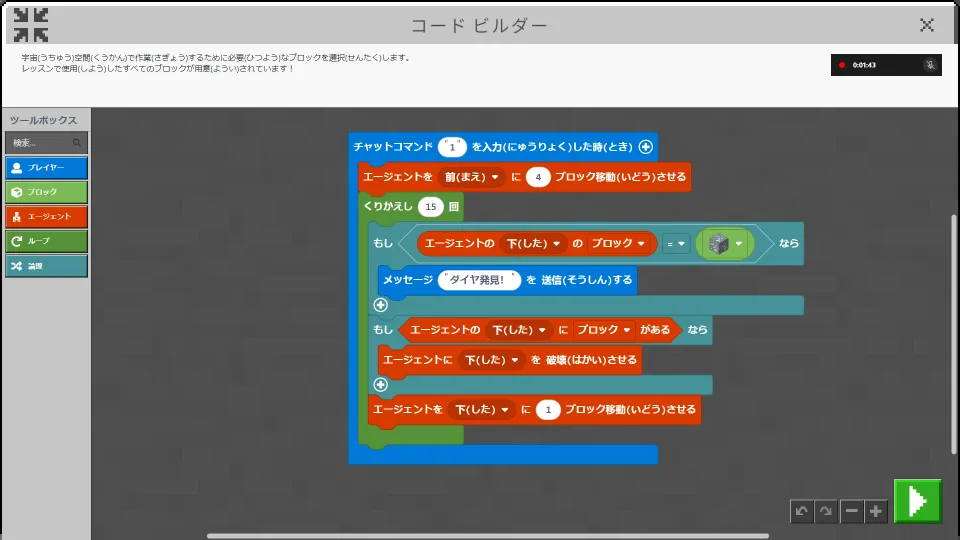 コード ビルダー
宇宙(うちゅう)空間(くうかん)で作業(さぎょう)するために必要(ひつよう)なブロックを選択(せんたく)します。
レッスンで使用(しよう)したすべてのブロックが用意(ようい)されています！
0:01:43
ツールボックス
検索...
プレイヤー
ブロック
エージェント
ループ
論理
チャットコマンド "1" を入力(にゅうりょく)した時(とき)
エージェントを 前(まえ) に 4 ブロック移動(いどう)させる
くりかえし 15 回
もし エージェントの 下(した) の ブロック = なら
メッセージ "ダイヤ発見!" を 送信(そうしん)する
もし エージェントの 下(した) に ブロック がある なら
エージェントに 下(した) を 破壊(はかい)させる
エージェントを 下(した) に 1 ブロック移動(いどう)させる